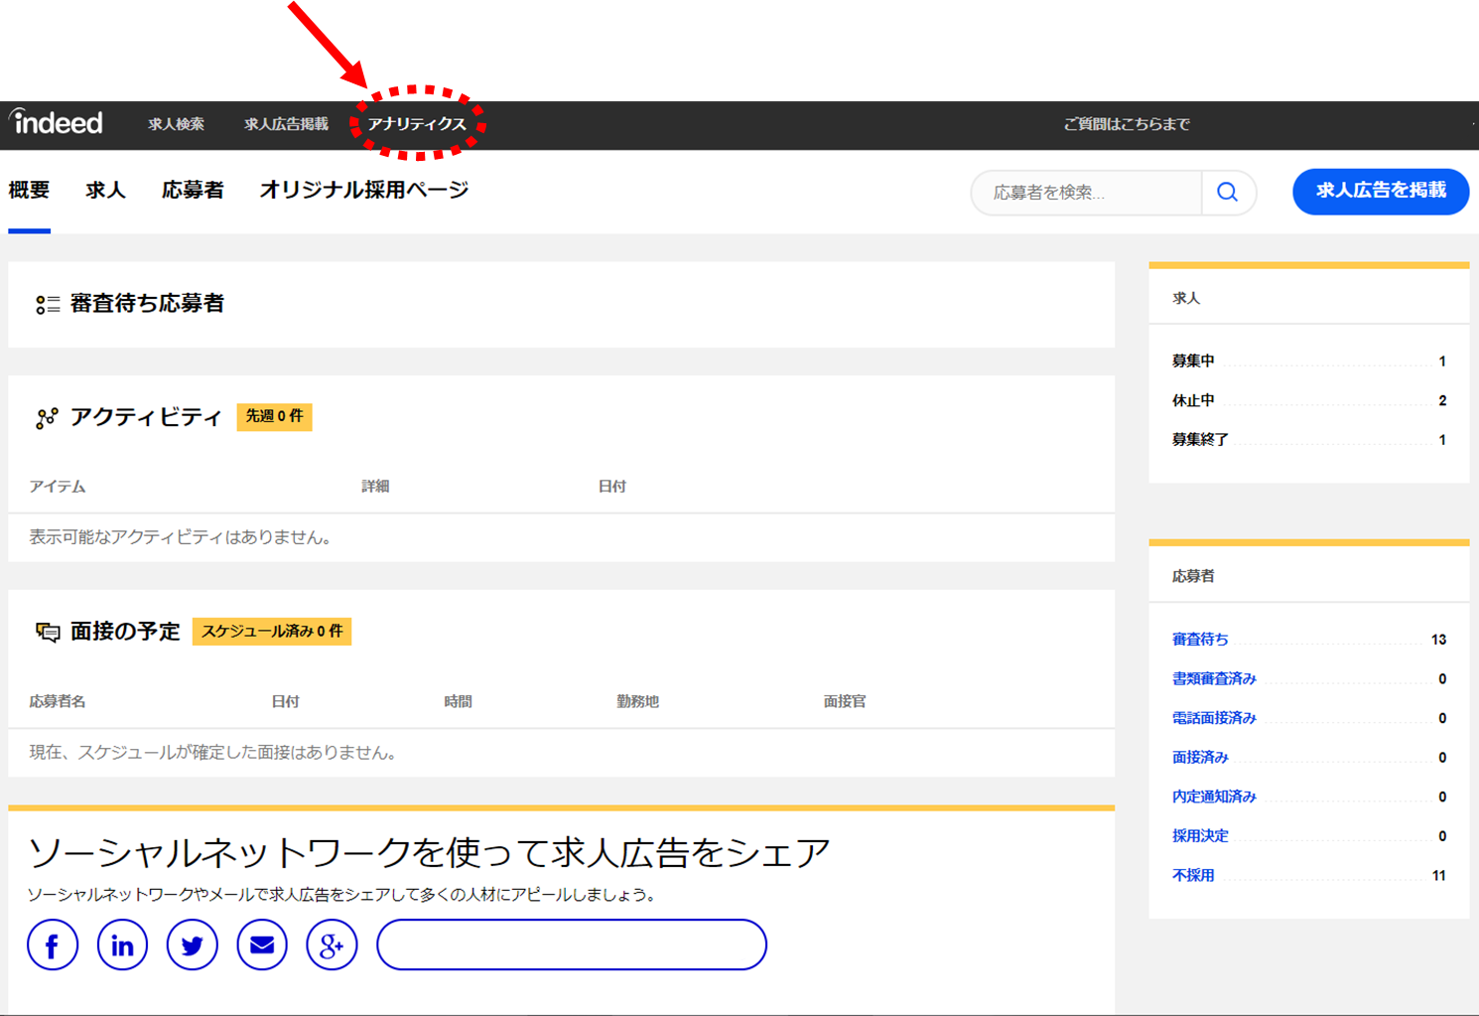 indeed 求人検索 求人広告掲載 アナリティクス ご質問はこちらまで
概要 求人 応募者 オリジナル採用ページ 応募者を検索... 求人広告を掲載
審査待ち応募者
アクティビティ 先週 0 件
アイテム 詳細 日付
表示可能なアクティビティはありません。
面接の予定 スケジュール済み 0 件
応募者名 日付 時間 勤務地 面接官
現在、スケジュールが確定した面接はありません。
ソーシャルネットワークを使って求人広告をシェア
ソーシャルネットワークやメールで求人広告をシェアして多くの人材にアピールしましょう。
f in g+
求人
募集中 1
休止中 2
募集終了 1
応募者
審査待ち 13
書類審査済み 0
電話面接済み 0
面接済み 0
内定通知済み 0
採用決定 0
不採用 11